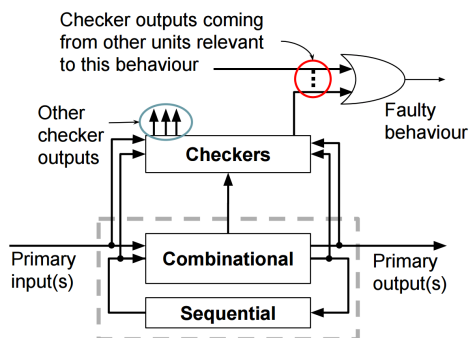 Checker outputs coming
from other units relevant
to this behaviour
Faulty
behaviour
Other
checker
outputs
Checkers
Primary
input(s)
Combinational
Primary
output(s)
Sequential